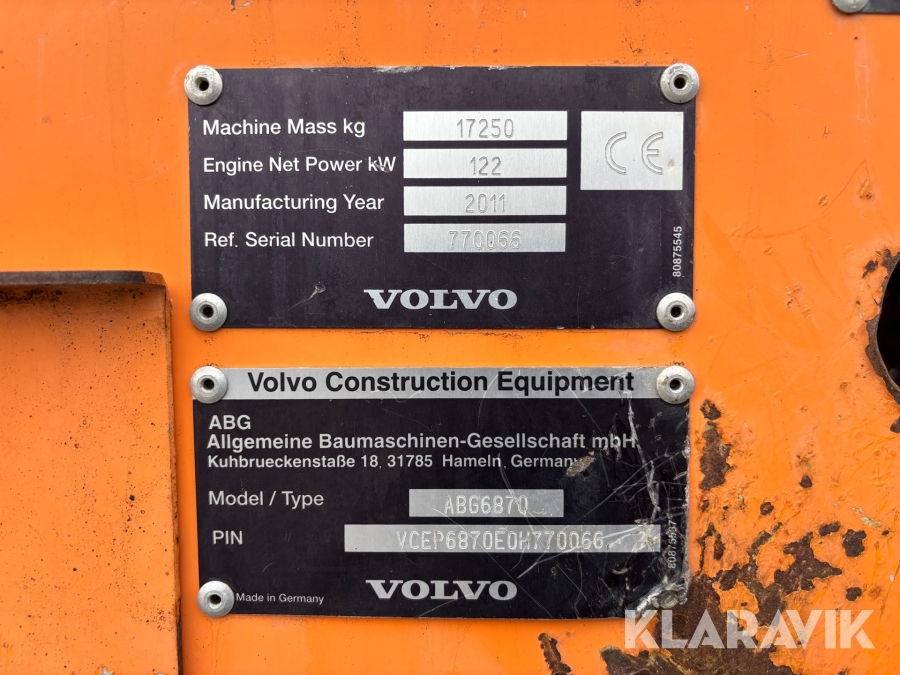 Machine Mass kg 17250
Engine Net Power kW 122
Manufacturing Year 2011
Ref. Serial Number 770066
CE
80875545
VOLVO
Volvo Construction Equipment
ABG
Allgemeine Baumaschinen-Gesellschaft mbH
Kuhbrueckenstaße 18, 31785 Hameln, Germany
Model / Type ABG6870
PIN VCEP6870E0H770066
VOLVO
Made in Germany
KLARAVIK